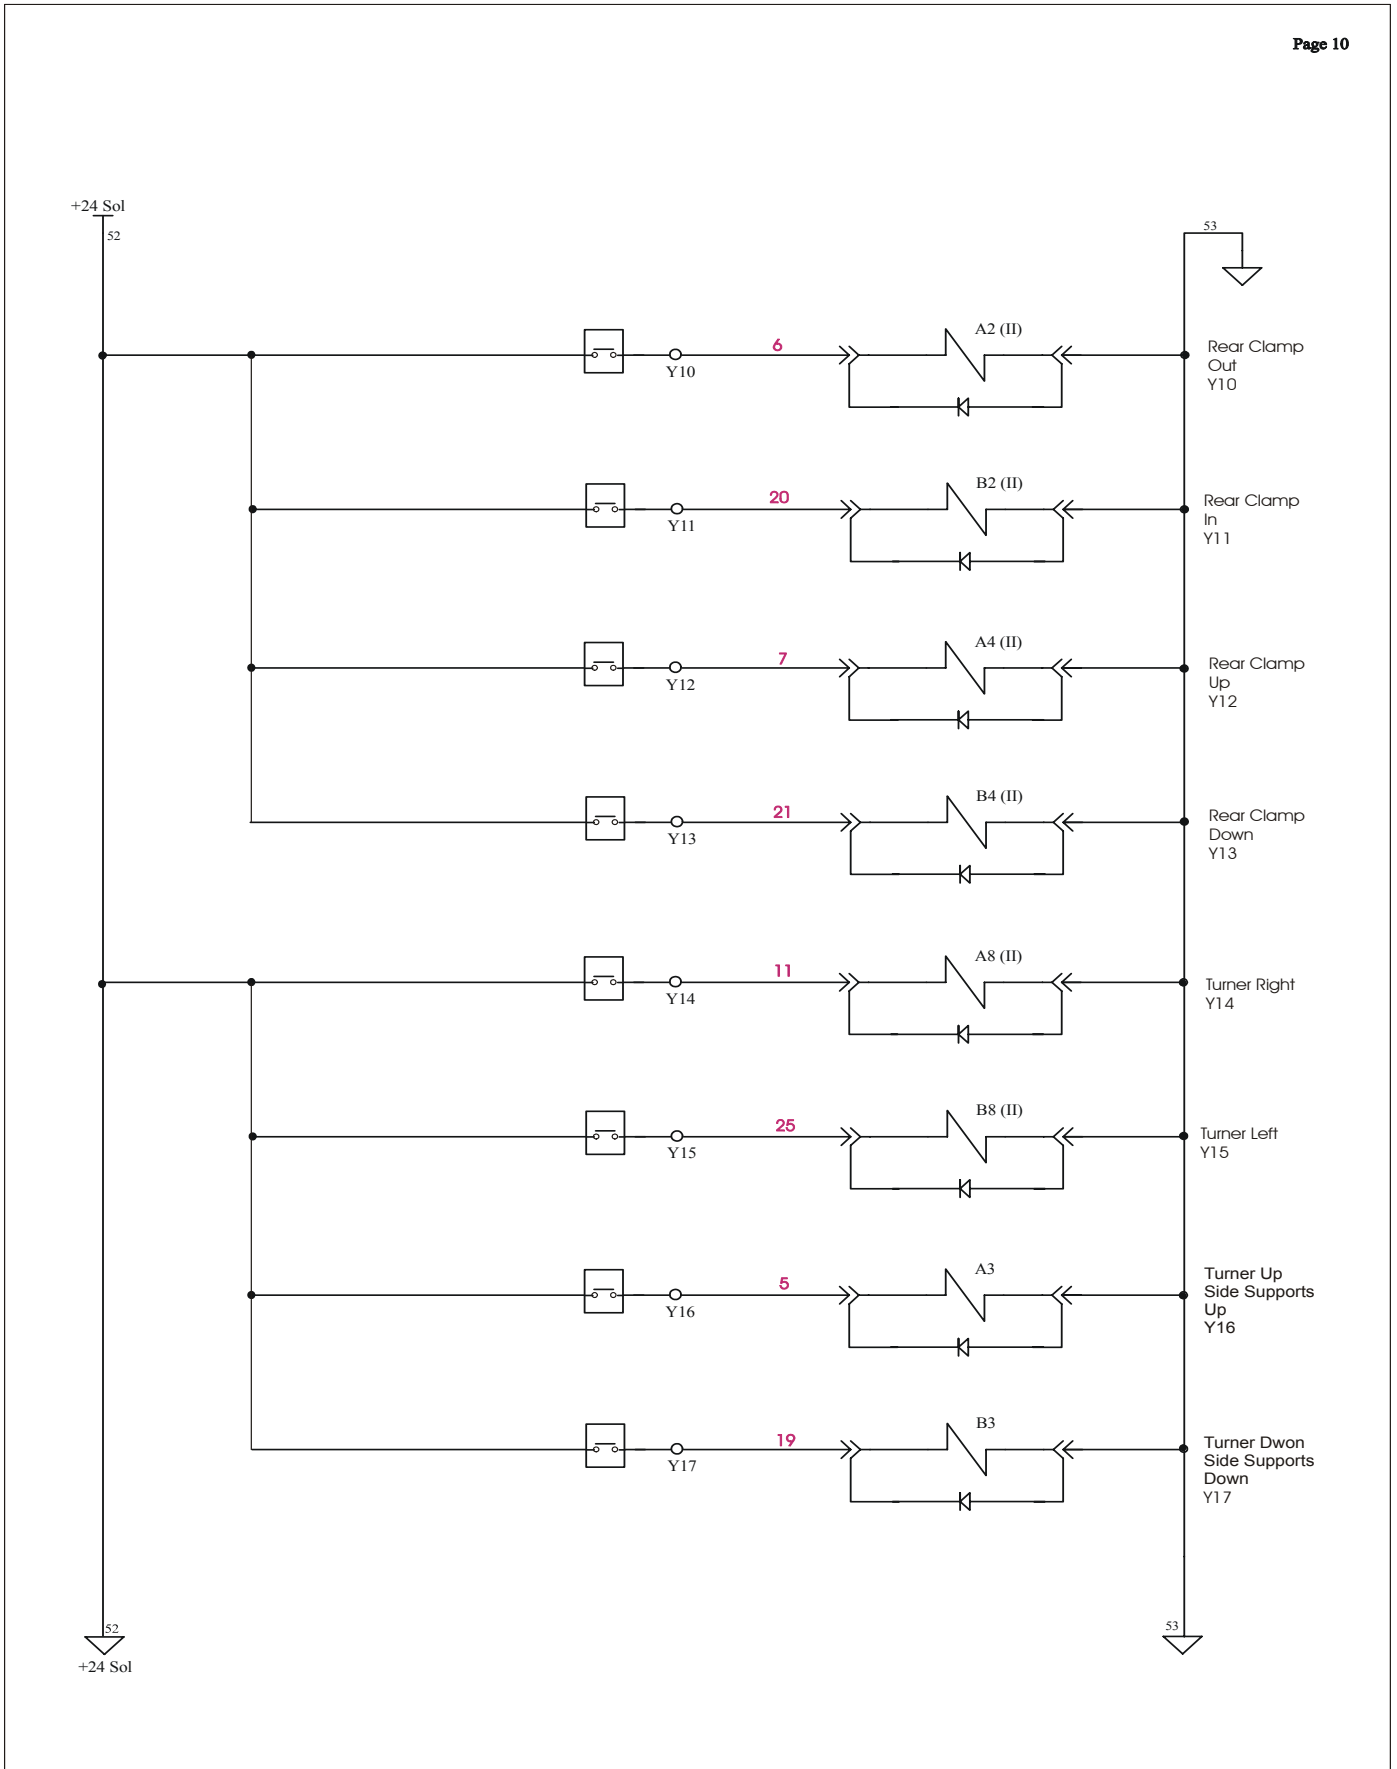 Page 10
+24 Sol
52
53
6
A2 (II)
Y10
Rear Clamp
Out
Y10
20
B2 (II)
Y11
Rear Clamp
In
Y11
7
A4 (II)
Y12
Rear Clamp
Up
Y12
21
B4 (II)
Y13
Rear Clamp
Down
Y13
11
A8 (II)
Y14
Turner Right
Y14
25
B8 (II)
Y15
Turner Left
Y15
5
A3
Y16
Turner Up
Side Supports
Up
Y16
19
B3
Y17
Turner Dwon
Side Supports
Down
Y17
52
+24 Sol
53